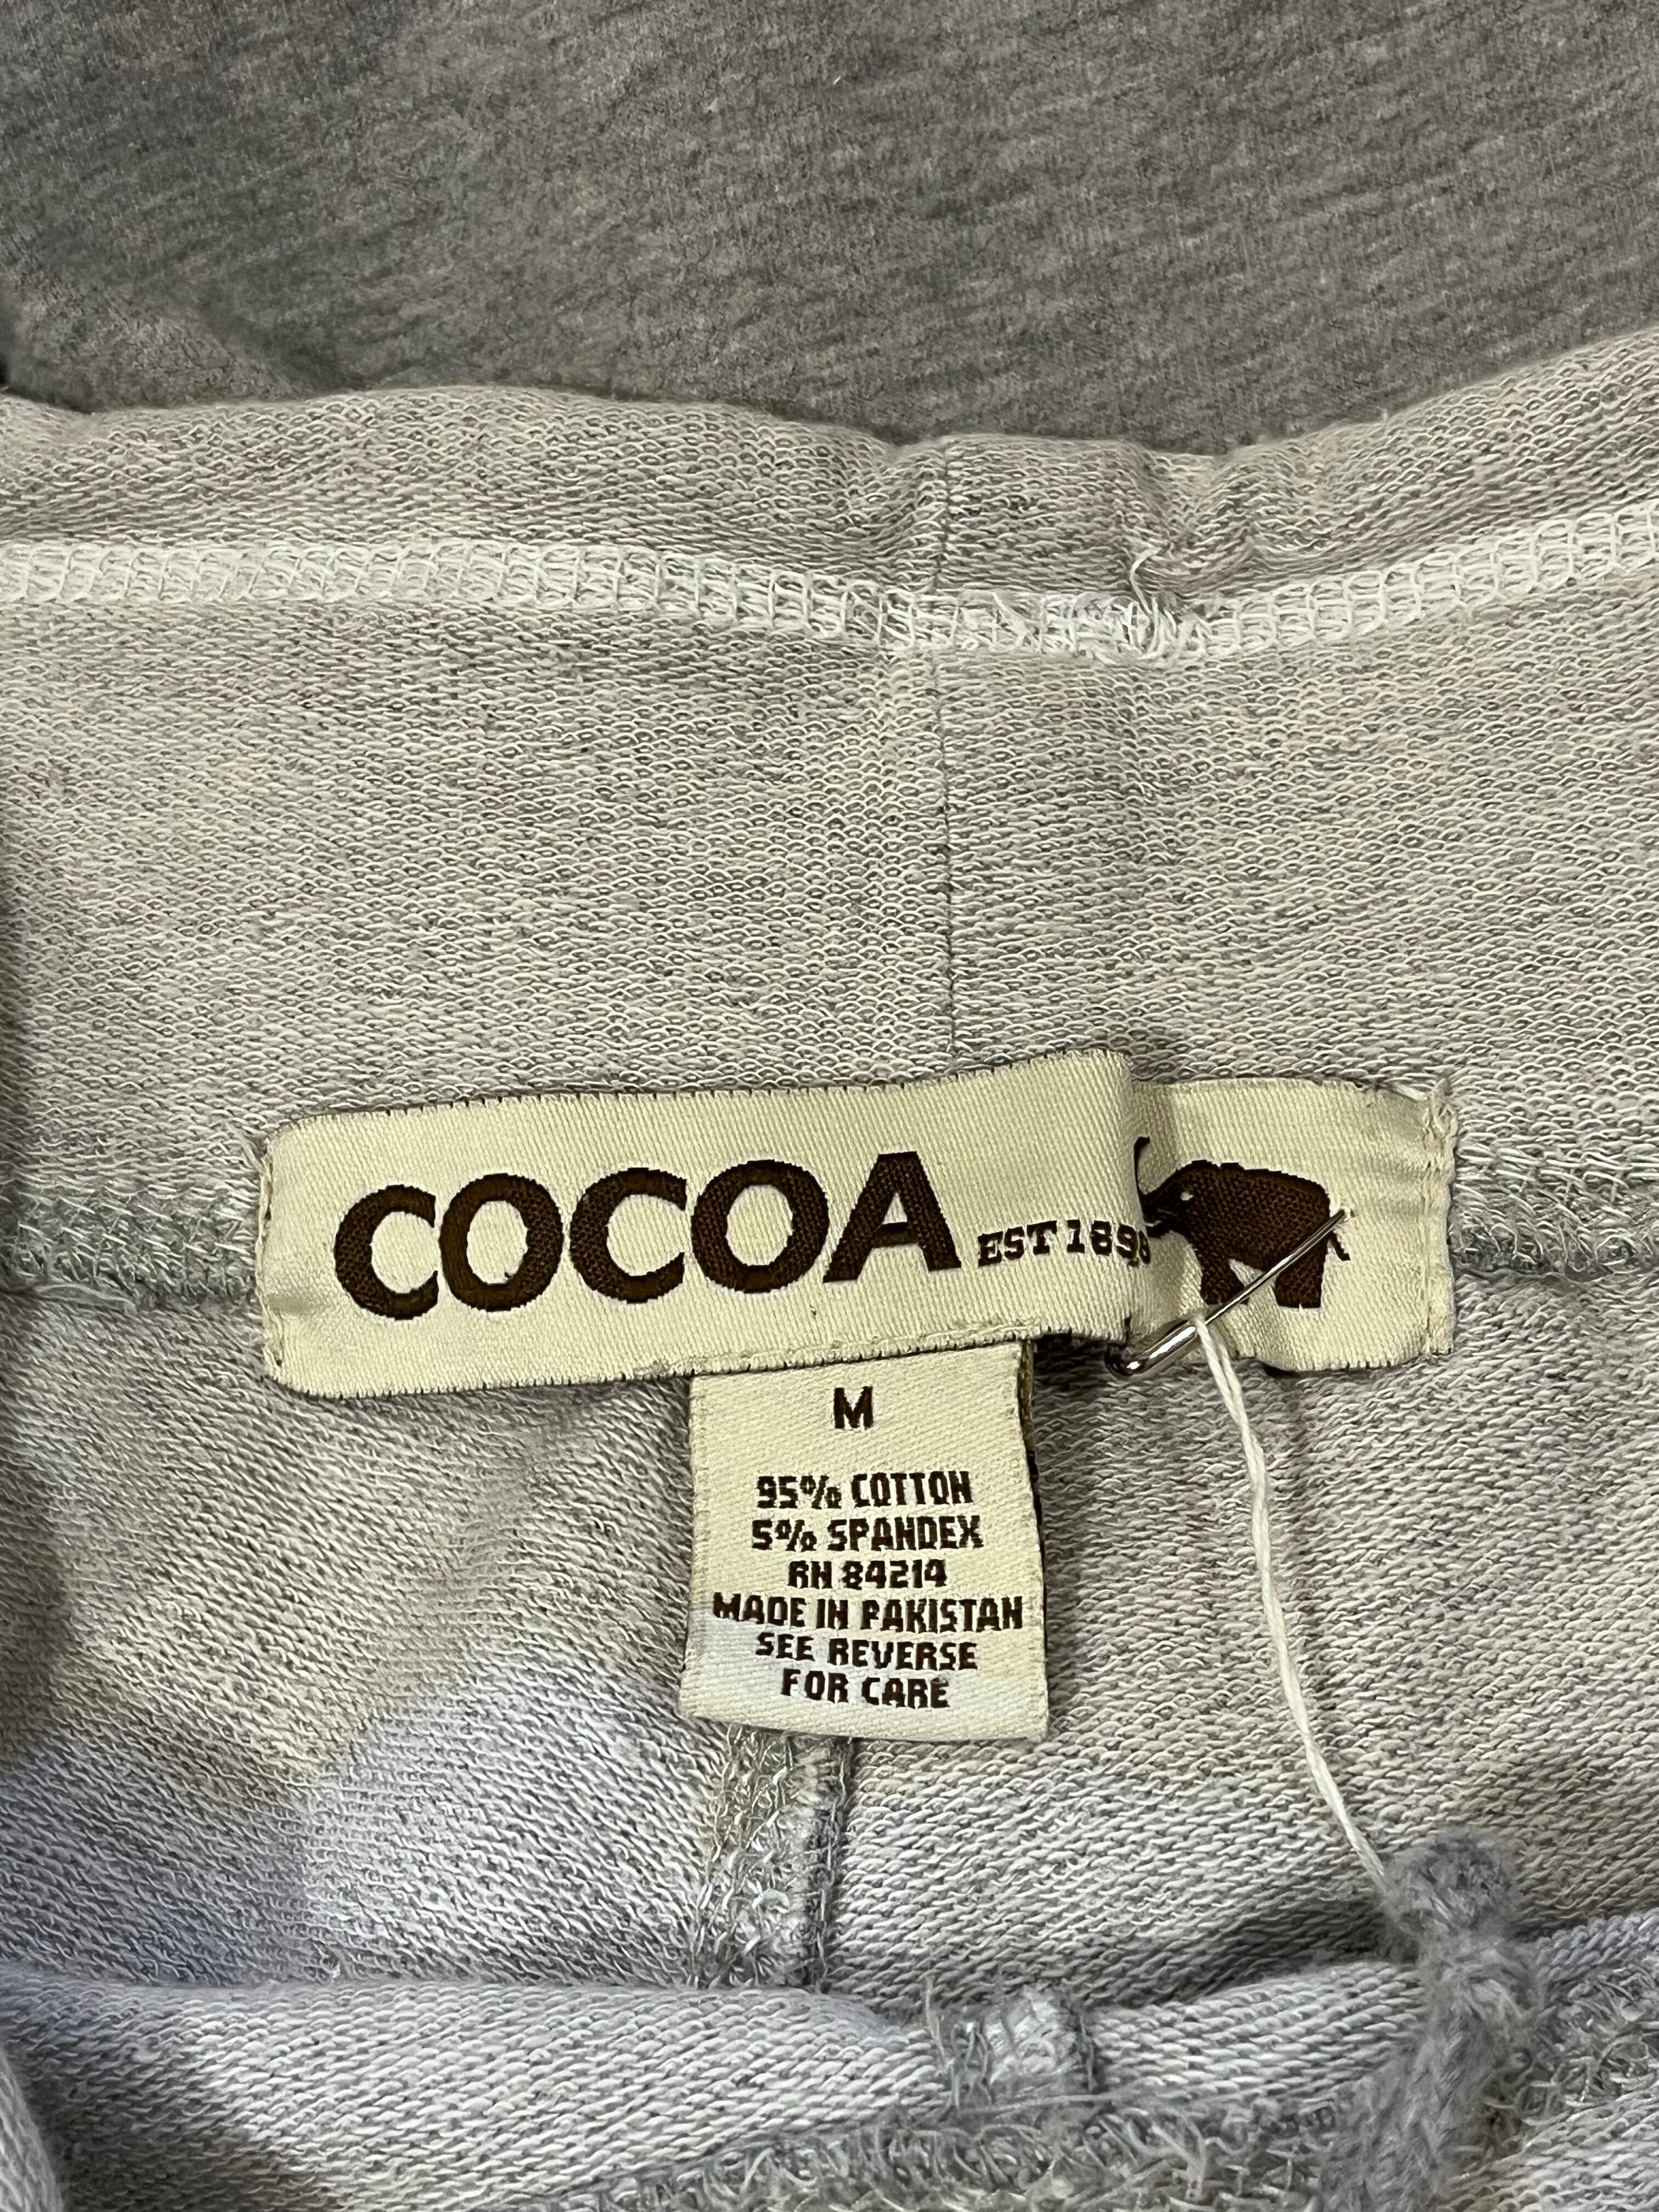 COCOA EST 1898
M
95% COTTON
5% SPANDEX
RN 84214
MADE IN PAKISTAN
SEE REVERSE
FOR CARE